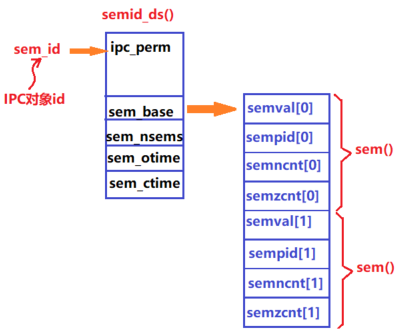 semid_ds()
sem_id
IPC对象id
ipc_perm
sem_base
sem_nsems
sem_otime
sem_ctime
semval[0]
sempid[0]
semncnt[0]
semzcnt[0]
semval[1]
sempid[1]
semncnt[1]
semzcnt[1]
sem()
sem()